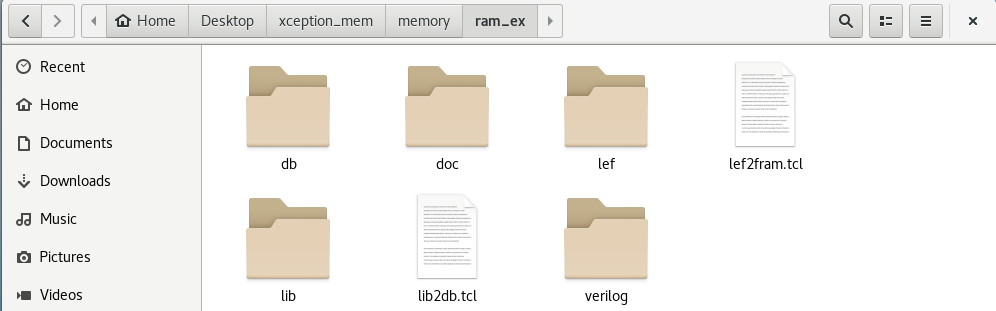 Home Desktop xception_mem memory ram_ex
Recent
Home
Documents
Downloads
Music
Pictures
Videos
db doc lef lef2fram.tcl
lib lib2db.tcl verilog